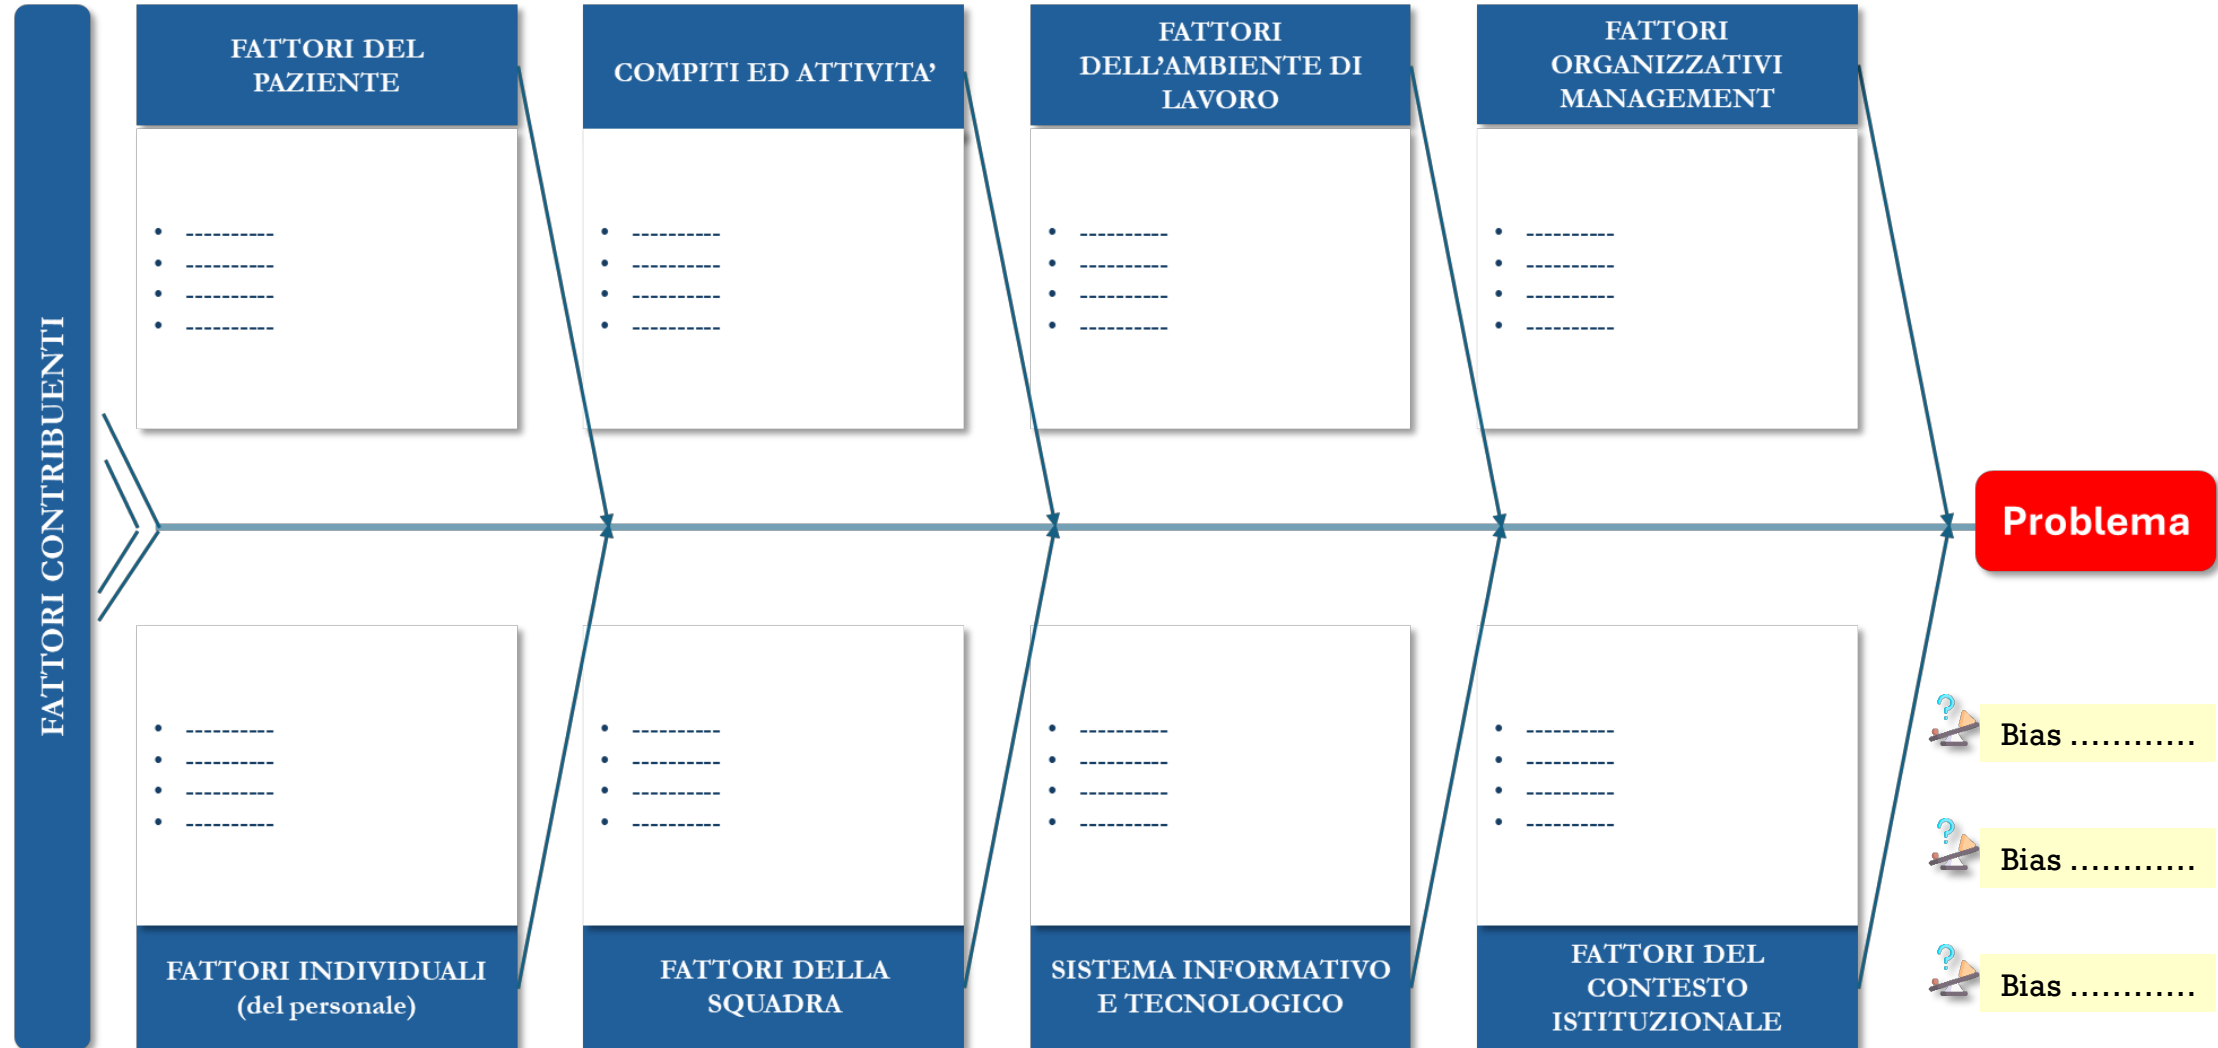 FATTORI CONTRIBUENTI
FATTORI DEL
PAZIENTE
• ----------
• ----------
• ----------
• ----------
COMPITI ED ATTIVITA’
• ----------
• ----------
• ----------
• ----------
FATTORI
DELL’AMBIENTE DI
LAVORO
• ----------
• ----------
• ----------
• ----------
FATTORI
ORGANIZZATIVI
MANAGEMENT
• ----------
• ----------
• ----------
• ----------
Problema
• ----------
• ----------
• ----------
• ----------
FATTORI INDIVIDUALI
(del personale)
• ----------
• ----------
• ----------
• ----------
FATTORI DELLA
SQUADRA
• ----------
• ----------
• ----------
• ----------
SISTEMA INFORMATIVO
E TECNOLOGICO
• ----------
• ----------
• ----------
• ----------
FATTORI DEL
CONTESTO
ISTITUZIONALE
? Bias ............
? Bias ............
? Bias ............